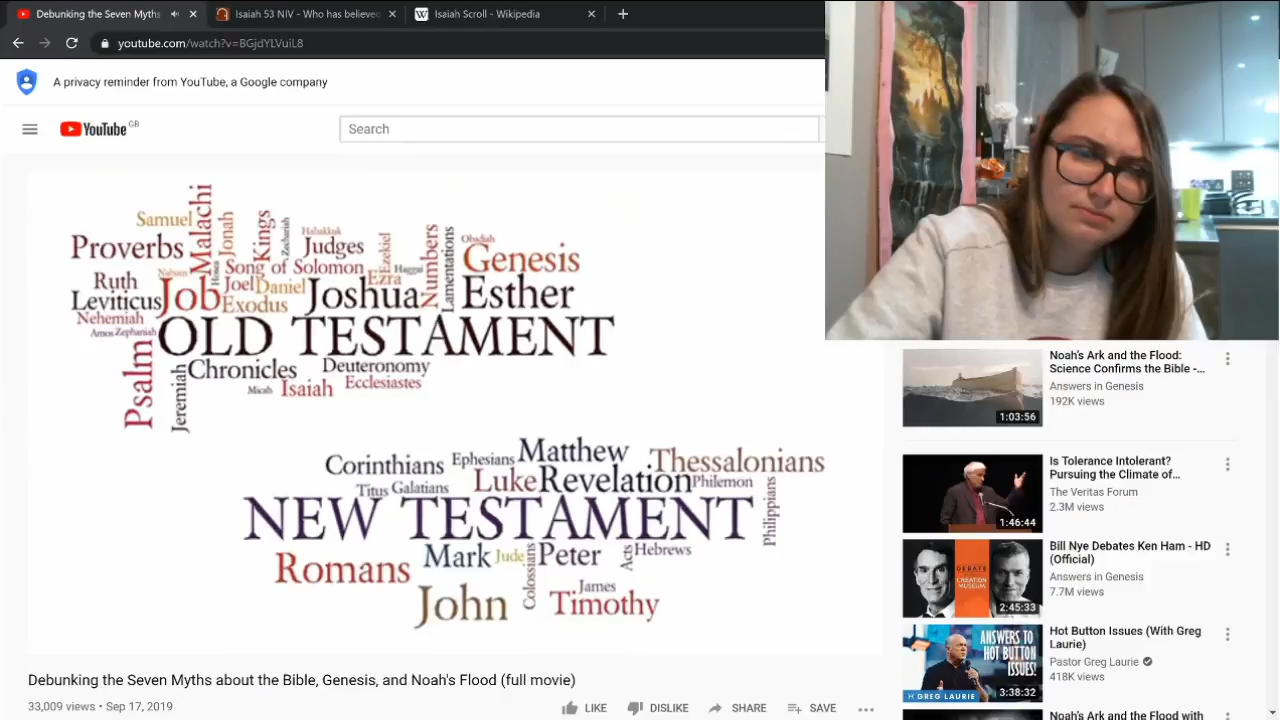 Debunking the Seven Myths
Isaiah 53 NIV - Who has believed
Isaiah Scroll - Wikipedia
youtube.com/watch?v=BGjdYLVuiL8
A privacy reminder from YouTube, a Google company
YouTube GB
Search
Samuel
Malachi
Jonah
Kings
Zechariah
Habakkuk
Judges
Ezekiel
Numbers
Lamentations
Obadiah
Genesis
Proverbs
Ruth
Nahum
Hosea
Song of Solomon
Ezra
Haggai
Leviticus
Job
Joel
Daniel
Exodus
Joshua
Esther
Nehemiah
Amos
Zephaniah
OLD TESTAMENT
Psalm
Jeremiah
Chronicles
Deuteronomy
Micah
Isaiah
Ecclesiastes
Corinthians
Ephesians
Matthew
Thessalonians
Titus
Galatians
Luke
Revelation
Philemon
NEW TESTAMENT
Philippians
Romans
Mark
Jude
Colossians
Peter
Acts
Hebrews
John
James
Timothy
Debunking the Seven Myths about the Bible, Genesis, and Noah's Flood (full movie)
33,009 views • Sep 17, 2019
LIKE
DISLIKE
SHARE
SAVE
Noah's Ark and the Flood:
Science Confirms the Bible -...
Answers in Genesis
192K views
1:03:56
Is Tolerance Intolerant?
Pursuing the Climate of...
The Veritas Forum
2.3M views
1:46:44
Bill Nye Debates Ken Ham - HD
(Official)
Answers in Genesis
7.7M views
DEBATE
2:45:33
Hot Button Issues (With Greg
Laurie)
Pastor Greg Laurie
418K views
ANSWERS TO
HOT BUTTON
ISSUES!
GREG LAURIE
3:38:32
Noah's Ark and the Flood with